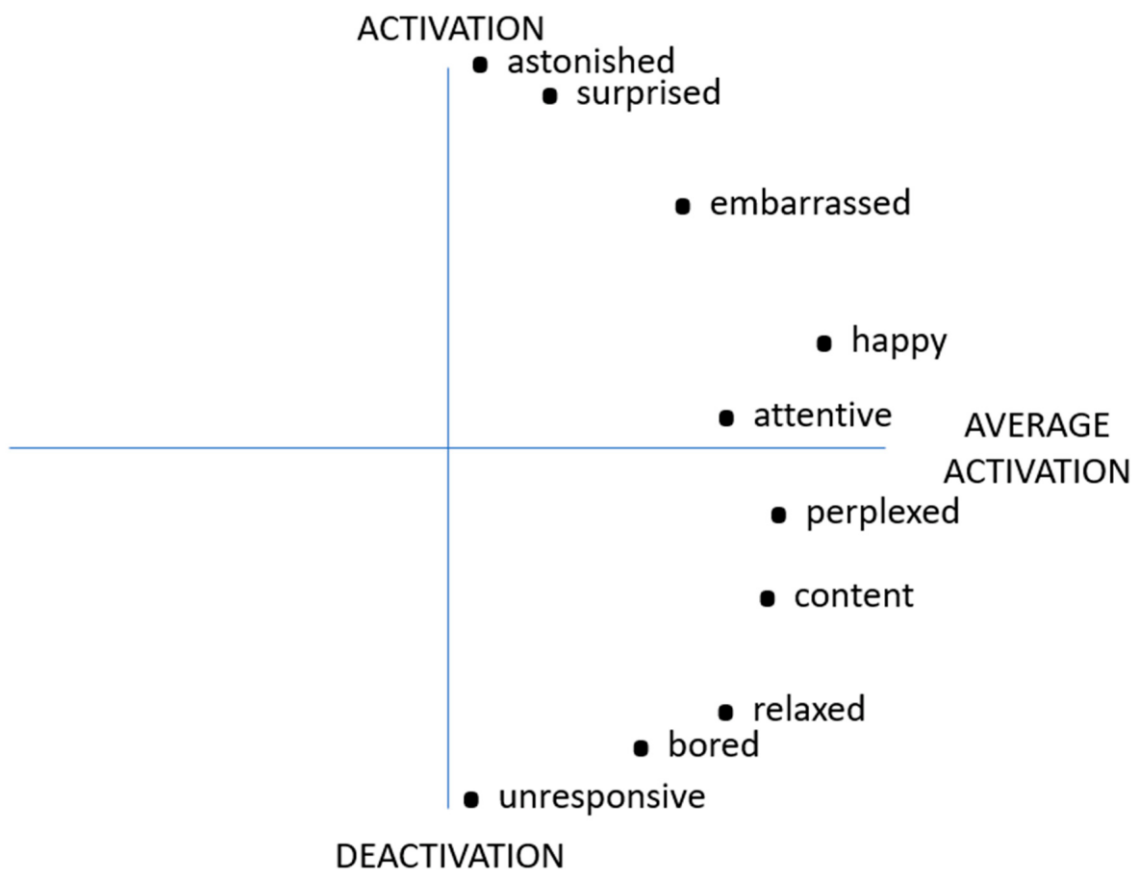 ACTIVATION
astonished
surprised
embarrassed
happy
attentive
AVERAGE
ACTIVATION
perplexed
content
relaxed
bored
unresponsive
DEACTIVATION